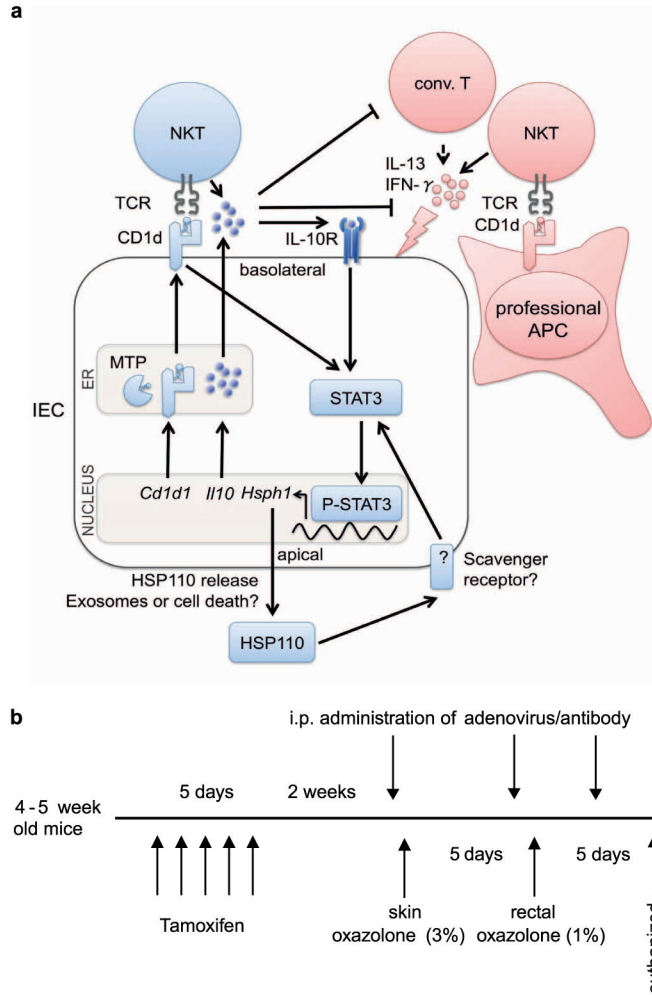 a
conv. T
NKT
NKT
IL-13
IFN-γ
TCR
CD1d
TCR
CD1d
IL-10R
basolateral
professional
APC
MTP
ER
IEC
STAT3
NUCLEUS
Cd1d1 Il10 Hsph1
P-STAT3
apical
?
Scavenger
receptor?
HSP110 release
Exosomes or cell death?
HSP110
b
i.p. administration of adenovirus/antibody
5 days 2 weeks
4-5 week
old mice
5 days 5 days
Tamoxifen
skin
oxazolone (3%)
rectal
oxazolone (1%)